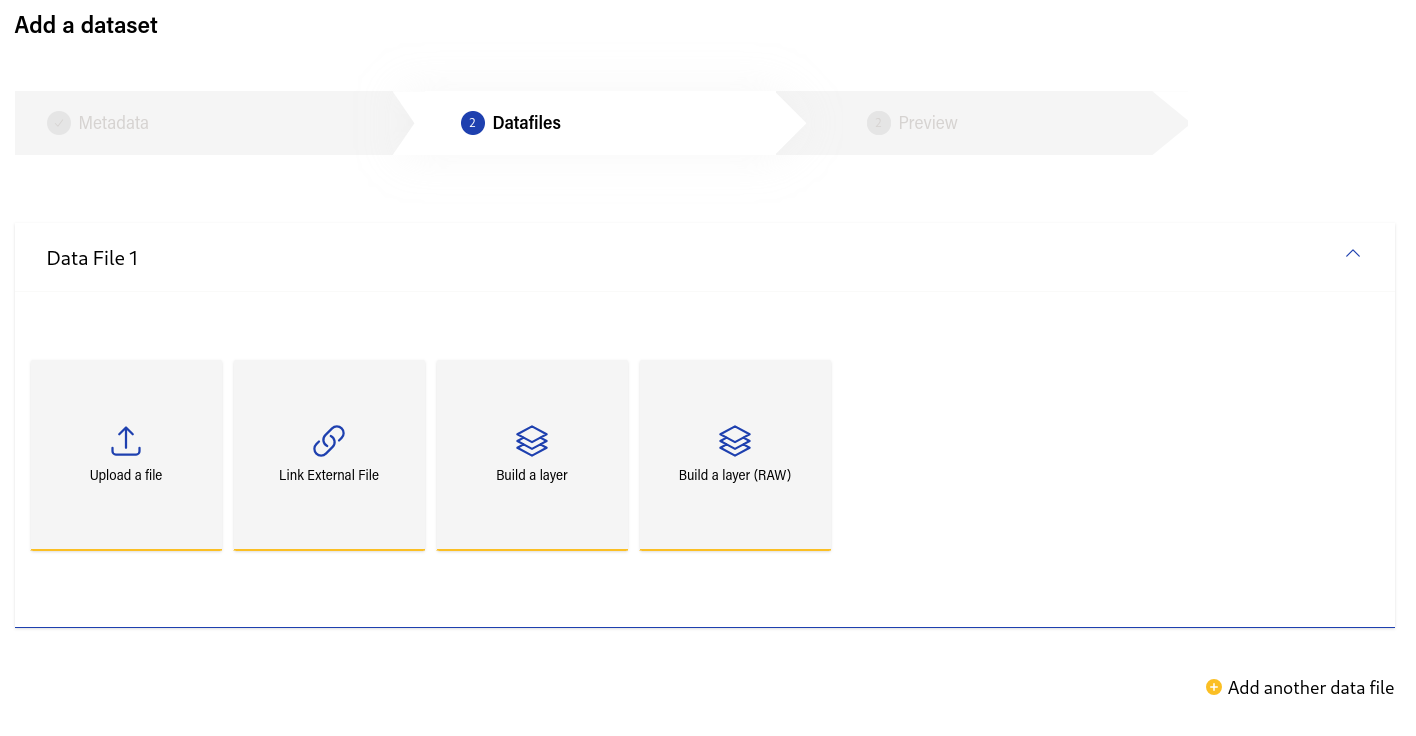 Add a dataset
Metadata
2 Datafiles
2 Preview
Data File 1
Upload a file
Link External File
Build a layer
Build a layer (RAW)
Add another data file